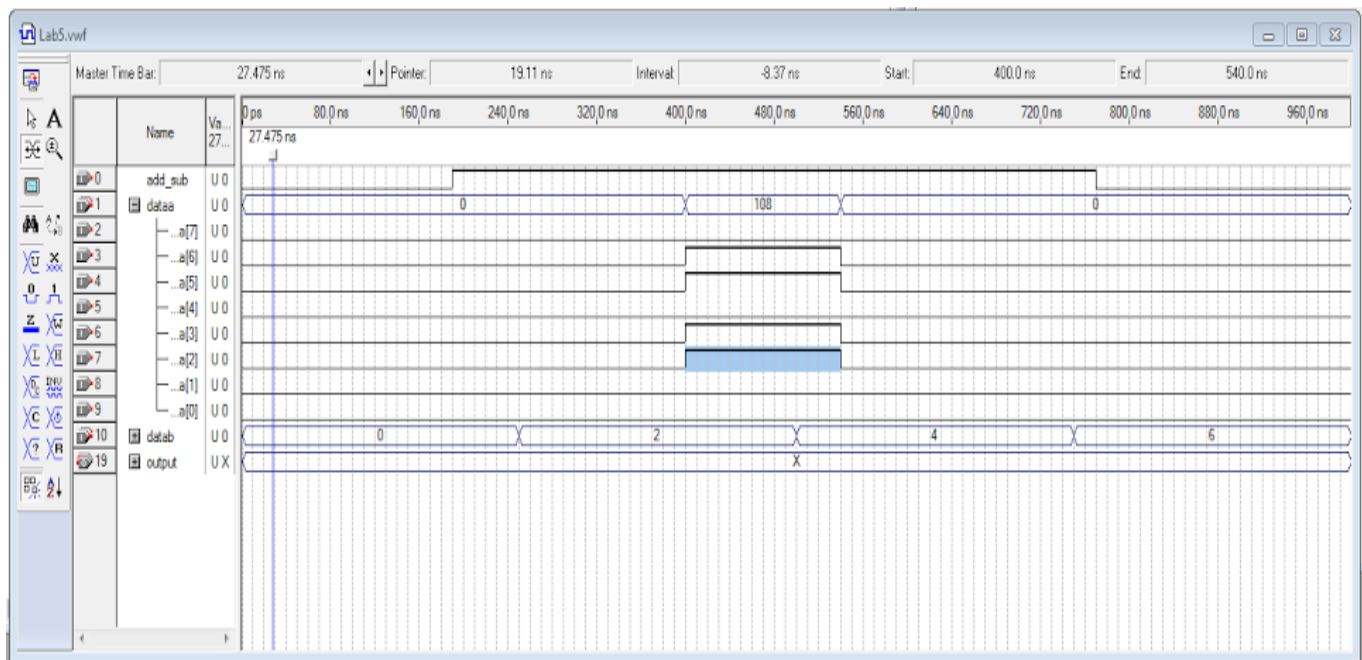 Lab5.vwf
Master Time Bar: 27.475 ns Pointer: 19.11 ns Interval: -8.37 ns Start: 400.0 ns End: 540.0 ns
Name Va... 27... 0 ps 80.0 ns 160.0 ns 240.0 ns 320.0 ns 400.0 ns 480.0 ns 560.0 ns 640.0 ns 720.0 ns 800.0 ns 880.0 ns 960.0 ns
27.475 ns
0 add_sub U 0
1 dataa U 0 0 108 0
2 ...a[7] U 0
3 ...a[6] U 0
4 ...a[5] U 0
5 ...a[4] U 0
6 ...a[3] U 0
7 ...a[2] U 0
8 ...a[1] U 0
9 ...a[0] U 0
10 datab U 0 0 2 4 6
19 output U X X